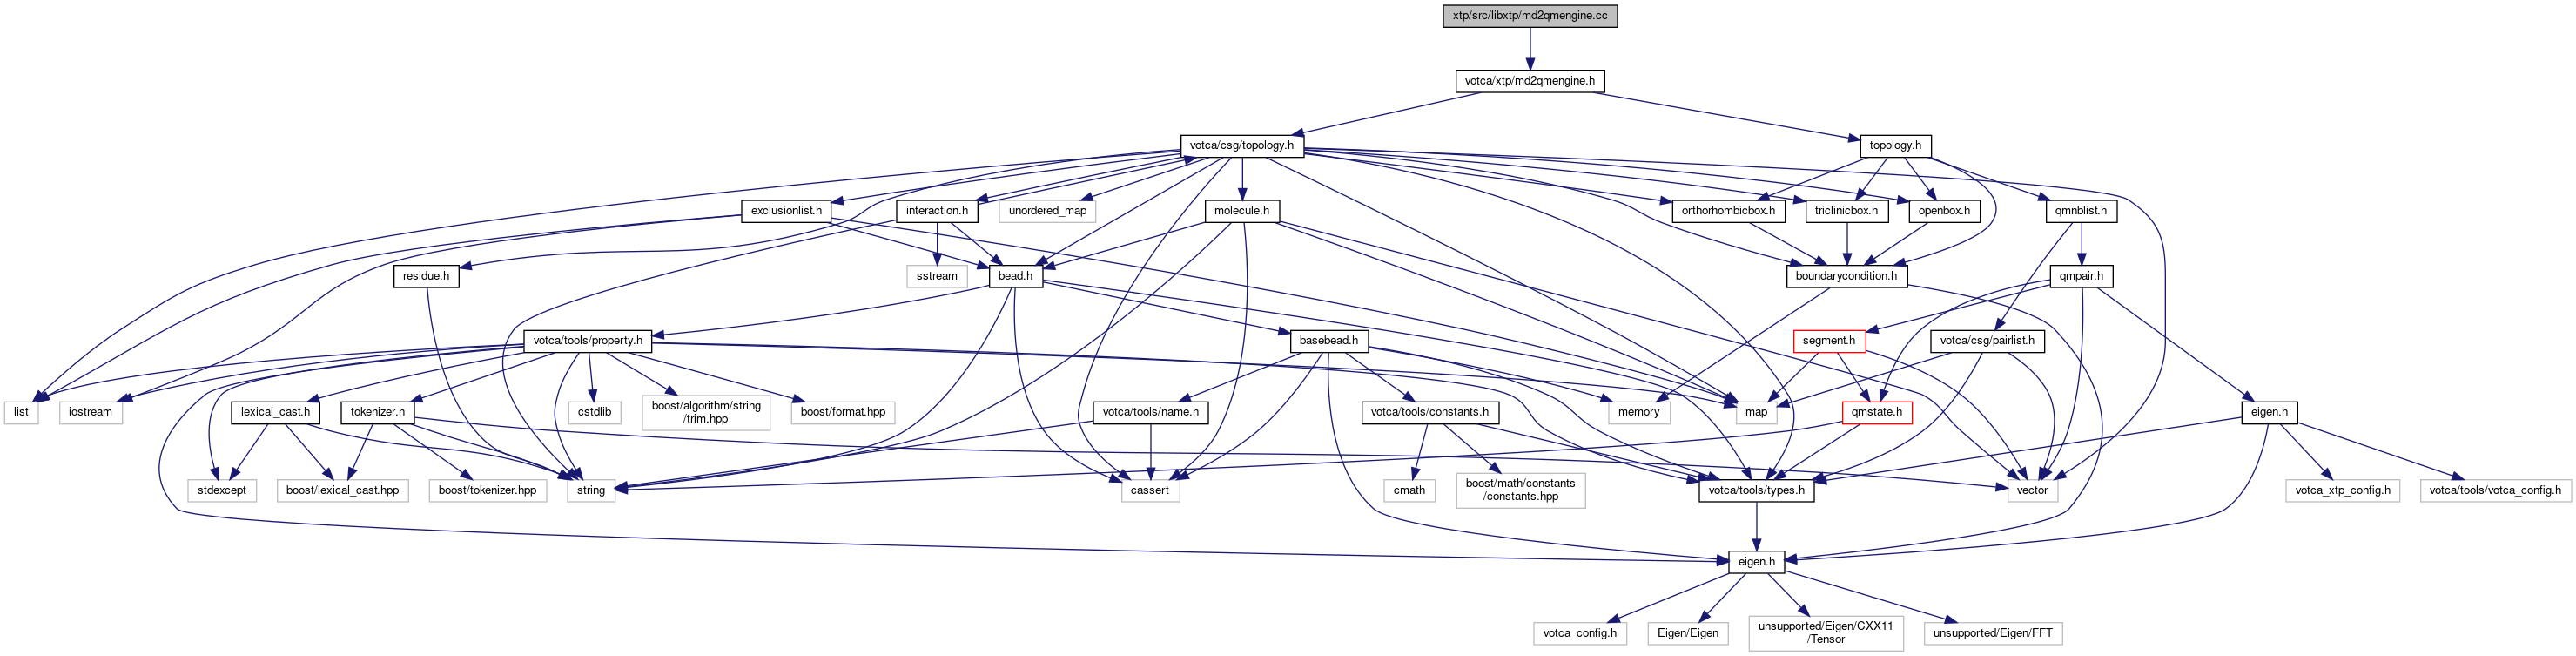 xtp/src/libxtp/md2qmengine.cc
votca/xtp/md2qmengine.h
votca/csg/topology.h
topology.h
exclusionlist.h
interaction.h
unordered_map
molecule.h
orthorhombicbox.h
triclinicbox.h
openbox.h
qmnblist.h
residue.h
sstream
bead.h
boundarycondition.h
qmpair.h
votca/tools/property.h
basebead.h
segment.h
votca/csg/pairlist.h
list
iostream
lexical_cast.h
tokenizer.h
cstdlib
boost/algorithm/string
/trim.hpp
boost/format.hpp
votca/tools/name.h
memory
votca/tools/constants.h
map
qmstate.h
eigen.h
stdexcept
boost/lexical_cast.hpp
boost/tokenizer.hpp
string
cassert
cmath
boost/math/constants
/constants.hpp
votca/tools/types.h
vector
votca_xtp_config.h
votca/tools/votca_config.h
eigen.h
votca_config.h
Eigen/Eigen
unsupported/Eigen/CXX11
/Tensor
unsupported/Eigen/FFT